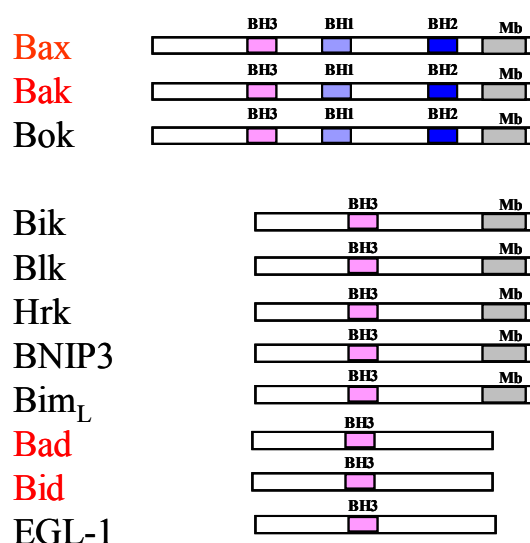 BH3 BH1 BH2 Mb
Bax
BH3 BH1 BH2 Mb
Bak
BH3 BH1 BH2 Mb
Bok
BH3 Mb
Bik
BH3 Mb
Blk
BH3 Mb
Hrk
BH3 Mb
BNIP3
BH3 Mb
Bim_L
BH3
Bad
BH3
Bid
BH3
EGL-1